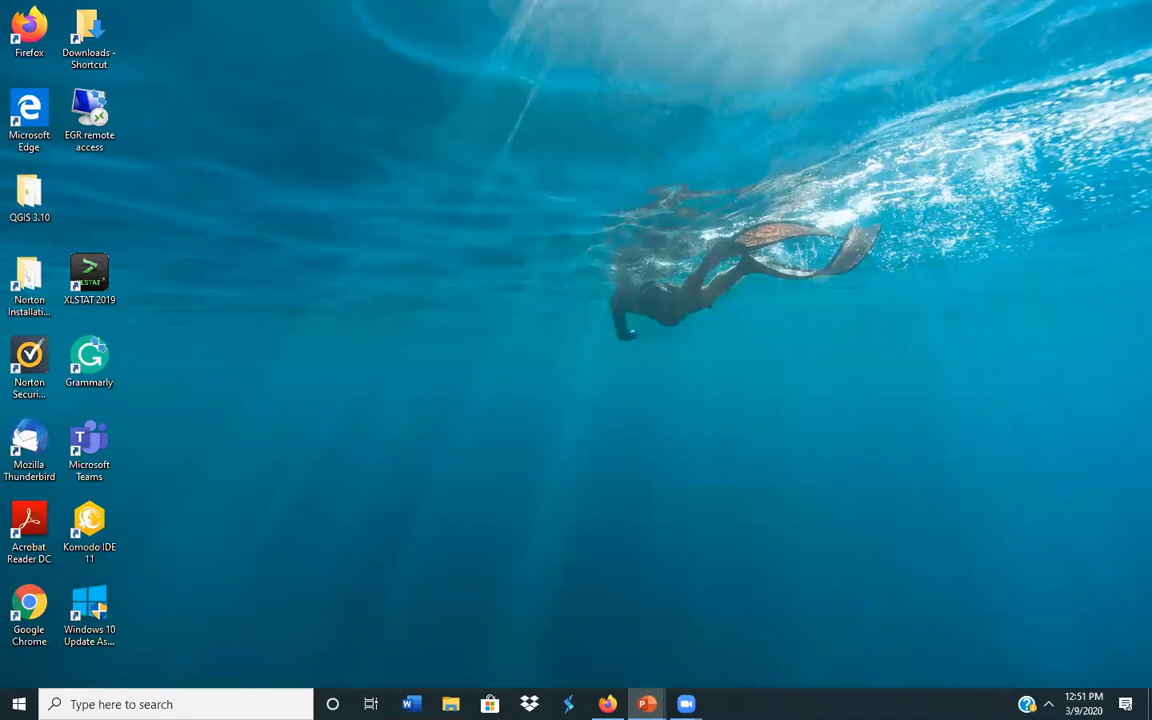 Firefox
Downloads -
Shortcut
Microsoft
Edge
EGR remote
access
QGIS 3.10
Norton
Installati...
XLSTAT
XLSTAT 2019
Norton
Securi...
Grammarly
Mozilla
Thunderbird
Microsoft
Teams
Acrobat
Reader DC
Komodo IDE
11
Google
Chrome
Windows 10
Update As...
Type here to search
12:51 PM
3/9/2020